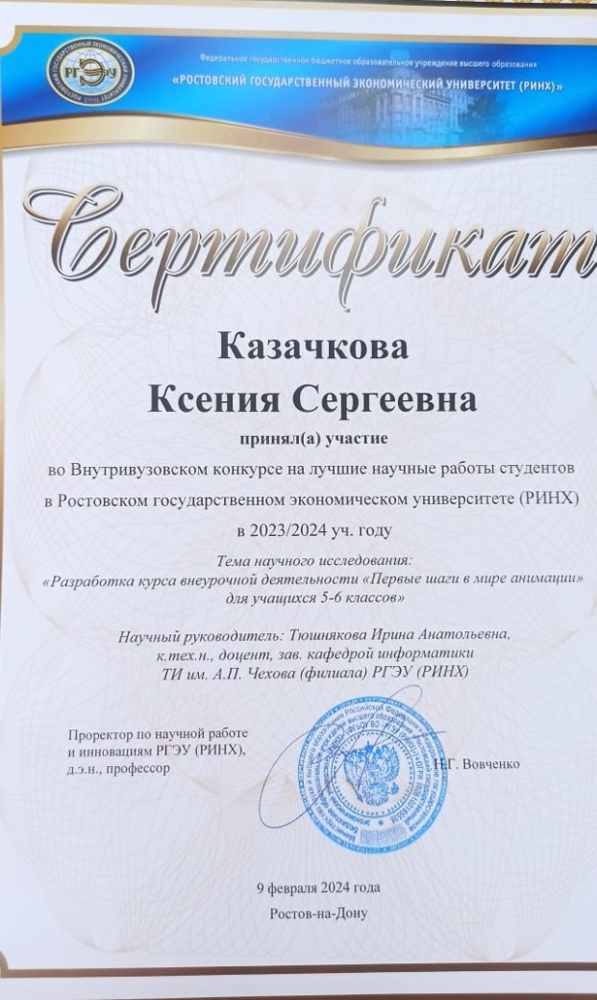 РГЭУ
Федеральное государственное бюджетное образовательное учреждение высшего образования
«РОСТОВСКИЙ ГОСУДАРСТВЕННЫЙ ЭКОНОМИЧЕСКИЙ УНИВЕРСИТЕТ (РИНХ)»
Сертификат
Казачкова
Ксения Сергеевна
принял(а) участие
во Внутривузовском конкурсе на лучшие научные работы студентов
в Ростовском государственном экономическом университете (РИНХ)
в 2023/2024 уч. году
Тема научного исследования:
«Разработка курса внеурочной деятельности «Первые шаги в мире анимации»
для учащихся 5-6 классов»
Научный руководитель: Тюшнякова Ирина Анатольевна,
к.тех.н., доцент, зав. кафедрой информатики
ТИ им. А.П. Чехова (филиала) РГЭУ (РИНХ)
Проректор по научной работе
и инновациям РГЭУ (РИНХ),
д.э.н., профессор
Н.Г. Вовченко
9 февраля 2024 года
Ростов-на-Дону